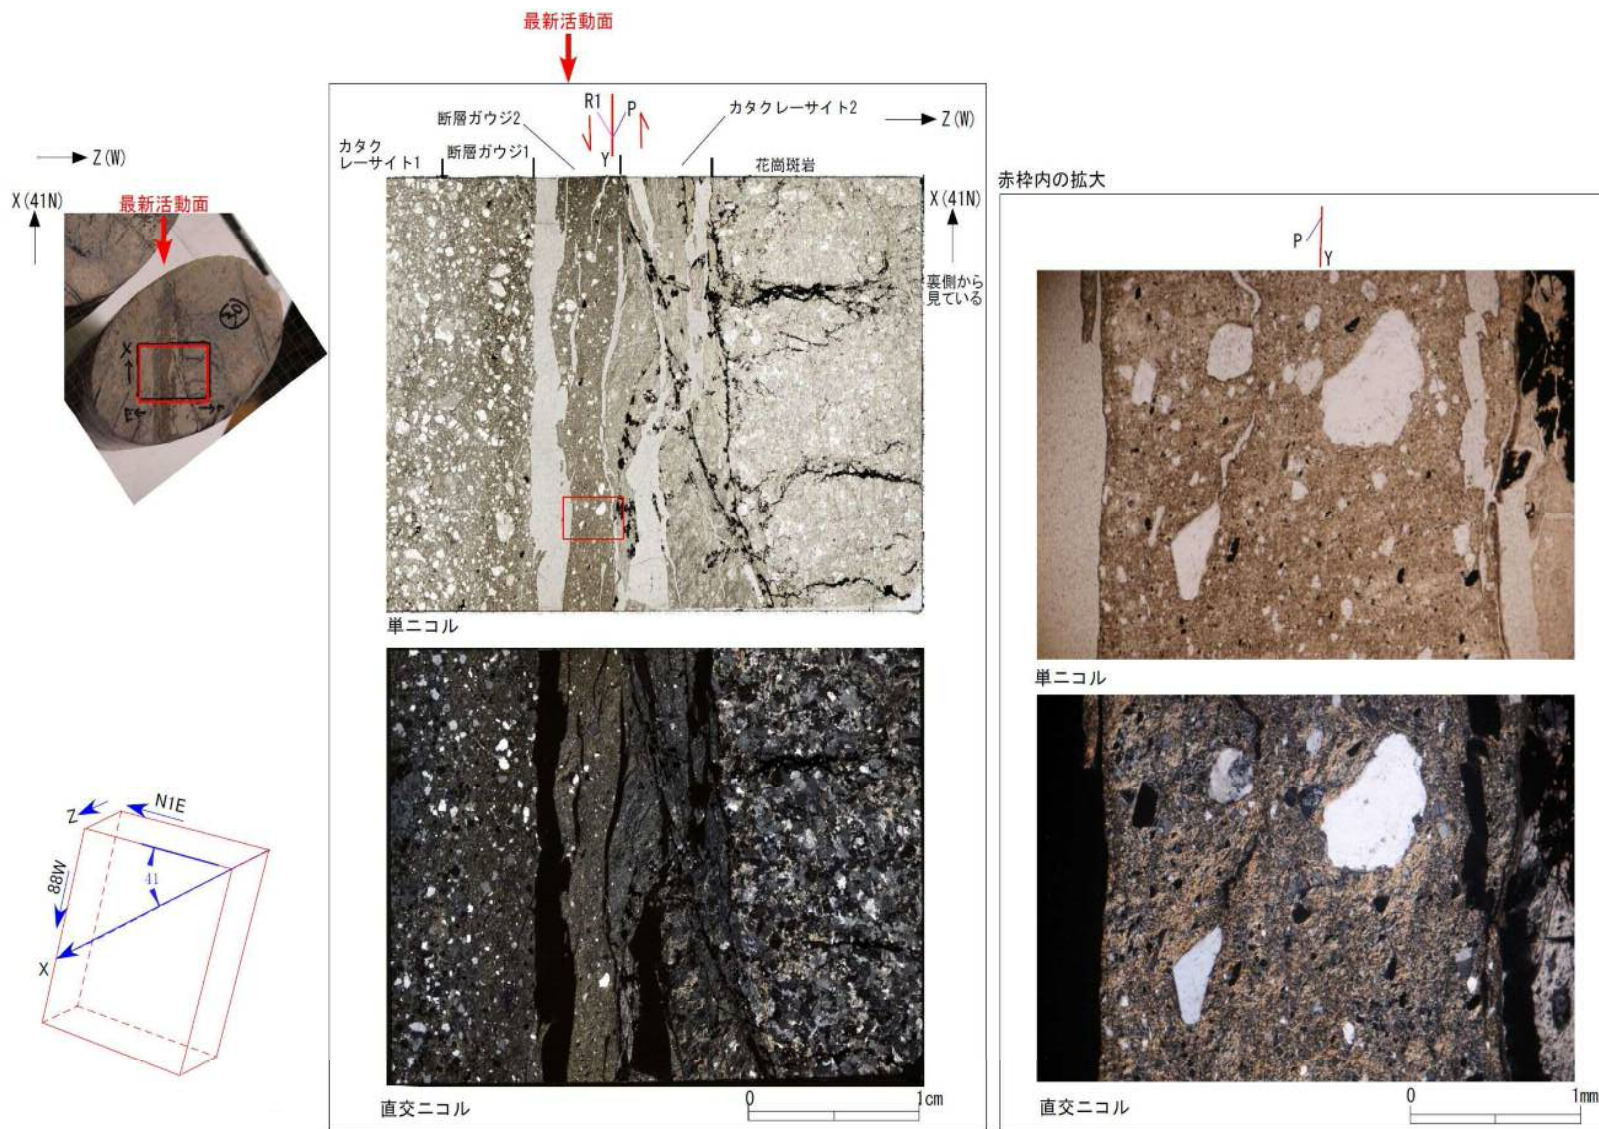 最新活動面
R1
P
断層ガウジ2
カタクレーサイト2
Z(W)
カタク
レーサイト1
断層ガウジ1
Y
花崗斑岩
X(41N)
裏側から
見ている
単ニコル
直交ニコル
0
1cm
Z(W)
X(41N)
最新活動面
X
E
Z
N1E
88W
41
X
赤枠内の拡大
P
Y
単ニコル
直交ニコル
0
1mm